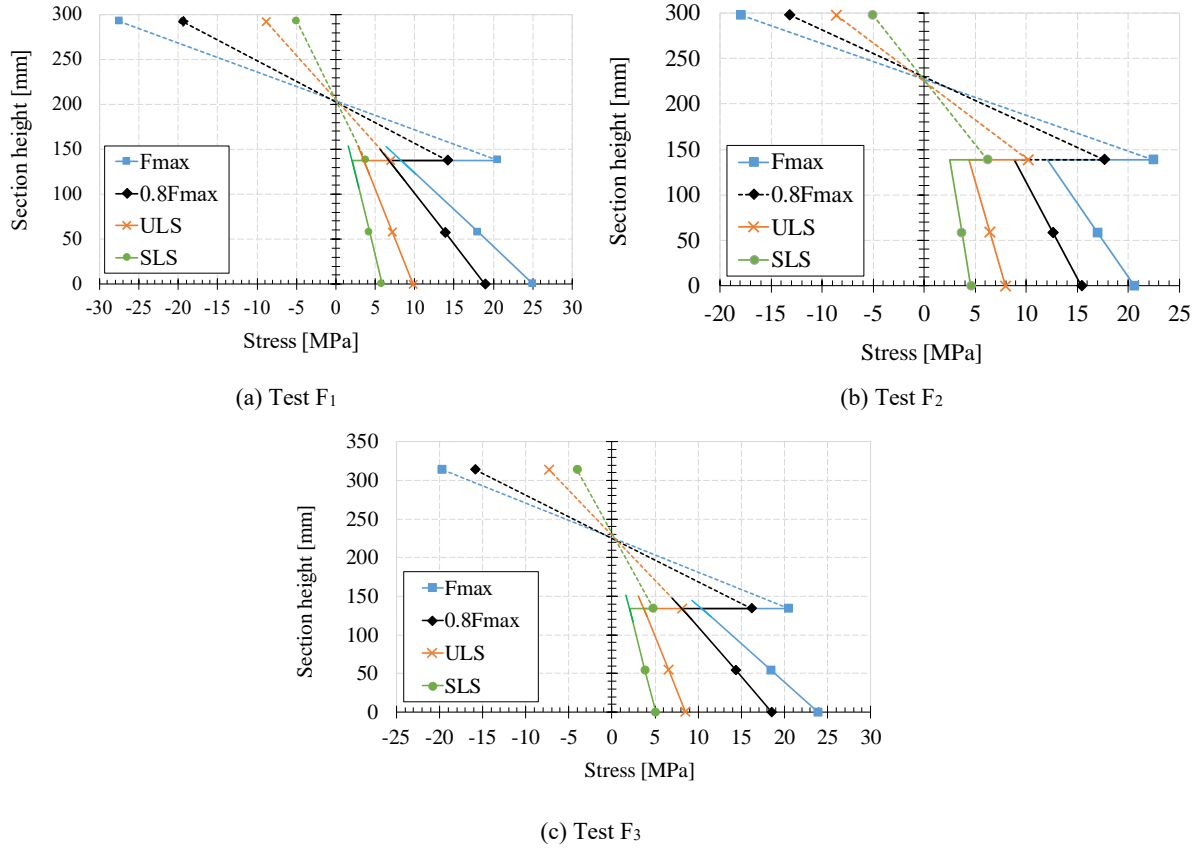 300
250
200
150
100
50
0
Section height [mm]
Fmax
0.8Fmax
ULS
SLS
-30 -25 -20 -15 -10 -5 0 5 10 15 20 25 30
Stress [MPa]
(a) Test F1
300
250
200
150
100
50
0
Section height [mm]
Fmax
0.8Fmax
ULS
SLS
-20 -15 -10 -5 0 5 10 15 20 25
Stress [MPa]
(b) Test F2
350
300
250
200
150
100
50
0
Section height [mm]
Fmax
0.8Fmax
ULS
SLS
-25 -20 -15 -10 -5 0 5 10 15 20 25 30
Stress [MPa]
(c) Test F3